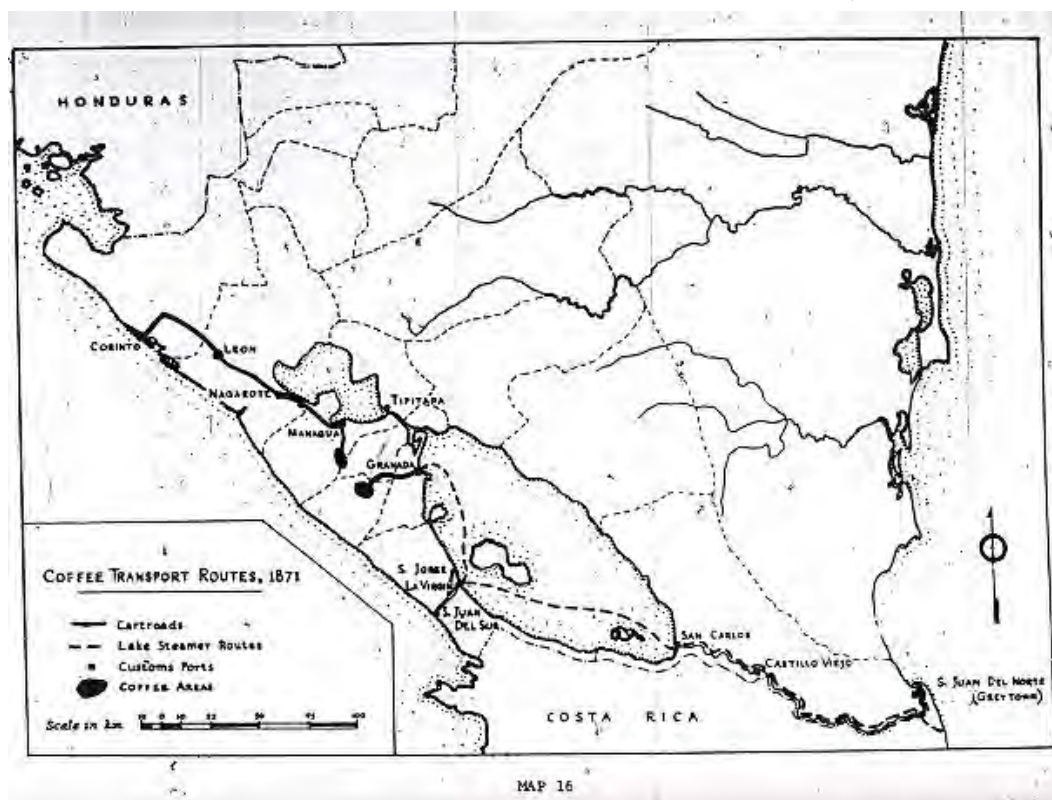 HONDURAS
CORINTO
LEON
NAGAROTE
TIPITAPA
MANAGUA
GRANADA
S. JORGE
LA VIRGIN
S. JUAN
DEL SUR
SAN CARLOS
CASTILLO VIEJO
S. JUAN DEL NORTE
(GREYTOWN)
COSTA RICA
COFFEE TRANSPORT ROUTES, 1871
Cartroads
Lake Steamer Routes
Customs Ports
COFFEE AREAS
Scale in km
MAP 16